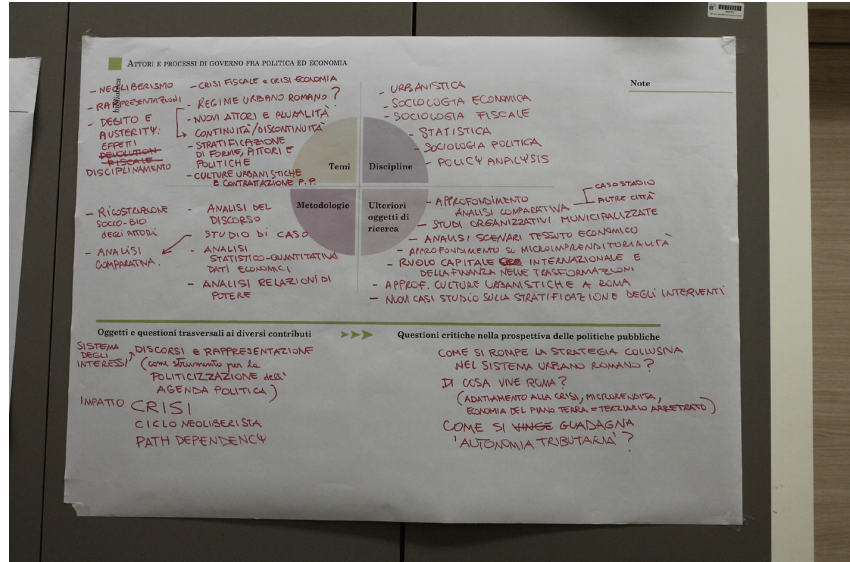 ATTORI E PROCESSI DI GOVERNO FRA POLITICA ED ECONOMIA
biblioteca
- NEOLIBERISMO
- RAPPRESENTAZIONI
- DEBITO E
AUSTERITY:
EFFETTI
DEVOLUTION
FISCALE
DISCIPLINAMENTO
- CRISI FISCALE e CRISI ECONOMIA
- REGIME URBANO ROMANO?
- NUOVI ATTORI E PLURALITÀ
CONTINUITÀ/DISCONTINUITÀ
- STRATIFICAZIONE
DI FORME, ATTORI E
POLITICHE
- CULTURE URBANISTICHE
E CONTRATTAZIONE P.P.
Temi
- URBANISTICA
- SOCIOLOGIA ECONOMICA
- SOCIOLOGIA FISCALE
- STATISTICA
- SOCIOLOGIA POLITICA
- POLICY ANALYSIS
Discipline
Note
Metodologie
- RICOSTRUZIONE
SOCIO-BIO
DEGLI ATTORI
- ANALISI
COMPARATIVA.
- ANALISI DEL
DISCORSO
- STUDIO DI CASO
- ANALISI
STATISTICO-QUANTITATIVA
DATI ECONOMICI
- ANALISI RELAZIONI DI
POTERE
Ulteriori
oggetti di
ricerca
- APPROFONDIMENTO
ANALISI COMPARATIVA
CASO STUDIO
ALTRE CITTÀ
- STUDI ORGANIZZATIVI MUNICIPALIZZATE
- ANALISI SCENARI TESSUTO ECONOMICO
- APPROFONDIMENTO SU MICROIMPRENDITORIALITÀ
- RUOLO CAPITALE INTERNAZIONALE E
DELLA FINANZA NELLE TRASFORMAZIONI
- APPROF. CULTURE URBANISTICHE A ROMA
- NUOVI CASI STUDIO SULLA STRATIFICAZIONE DEGLI INTERVENTI
Oggetti e questioni trasversali ai diversi contributi
SISTEMA
DEGLI
INTERESSI
DISCORSI e RAPPRESENTAZIONE
(come strumento per la
POLITICIZZAZIONE dell'
AGENDA POLITICA)
IMPATTO CRISI
CICLO NEOLIBERISTA
PATH DEPENDENCY
Questioni critiche nella prospettiva delle politiche pubbliche
COME SI ROMPE LA STRATEGIA COLLUSIVA
NEL SISTEMA URBANO ROMANO?
DI COSA VIVE ROMA?
(ADATTAMENTO ALLA CRISI, MICRORENDITA,
ECONOMIA DEL PIANO TERRA = TERZIARIO ARRETRATO)
COME SI VINCE GUADAGNA
'AUTONOMIA TRIBUTARIA'?